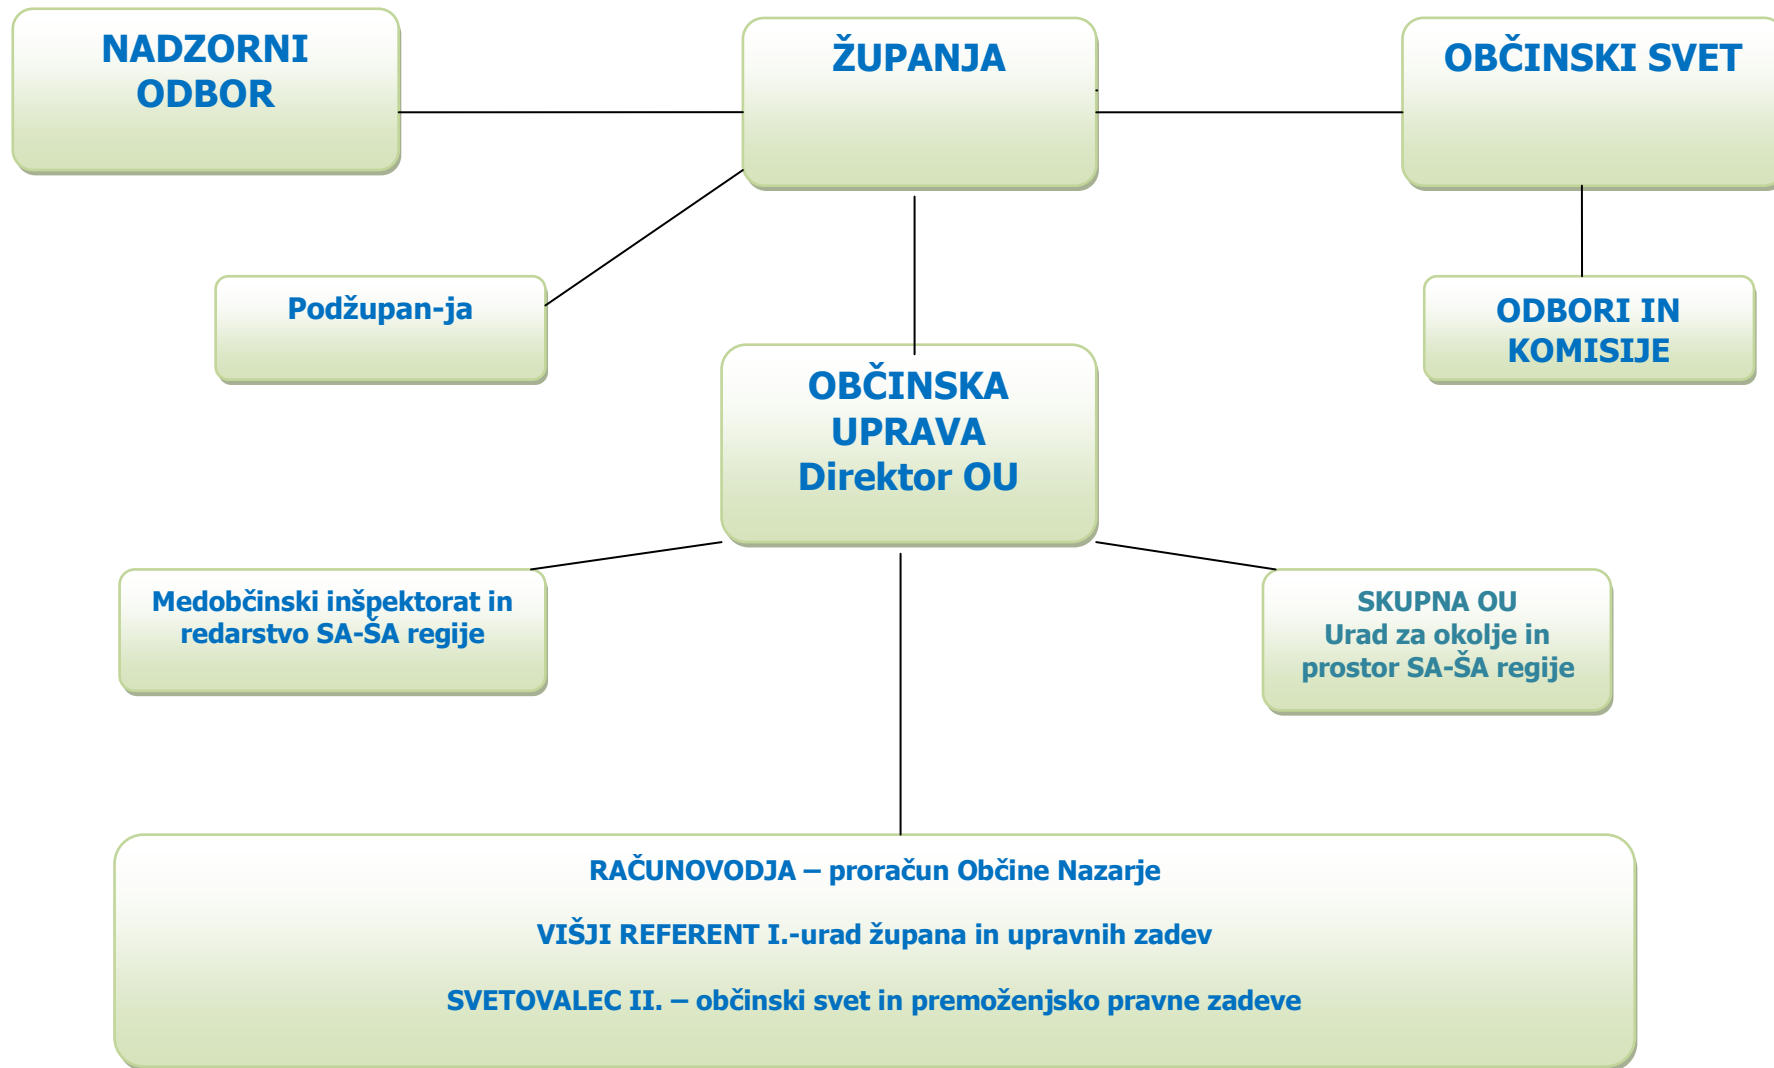 NADZORNI
ODBOR
ŽUPANJA
OBČINSKI SVET
Podžupan-ja
ODBORI IN
KOMISIJE
OBČINSKA
UPRAVA
Direktor OU
Medobčinski inšpektorat in
redarstvo SA-ŠA regije
SKUPNA OU
Urad za okolje in
prostor SA-ŠA regije
RAČUNOVODJA – proračun Občine Nazarje
VIŠJI REFERENT I.-urad župana in upravnih zadev
SVETOVALEC II. – občinski svet in premoženjsko pravne zadeve